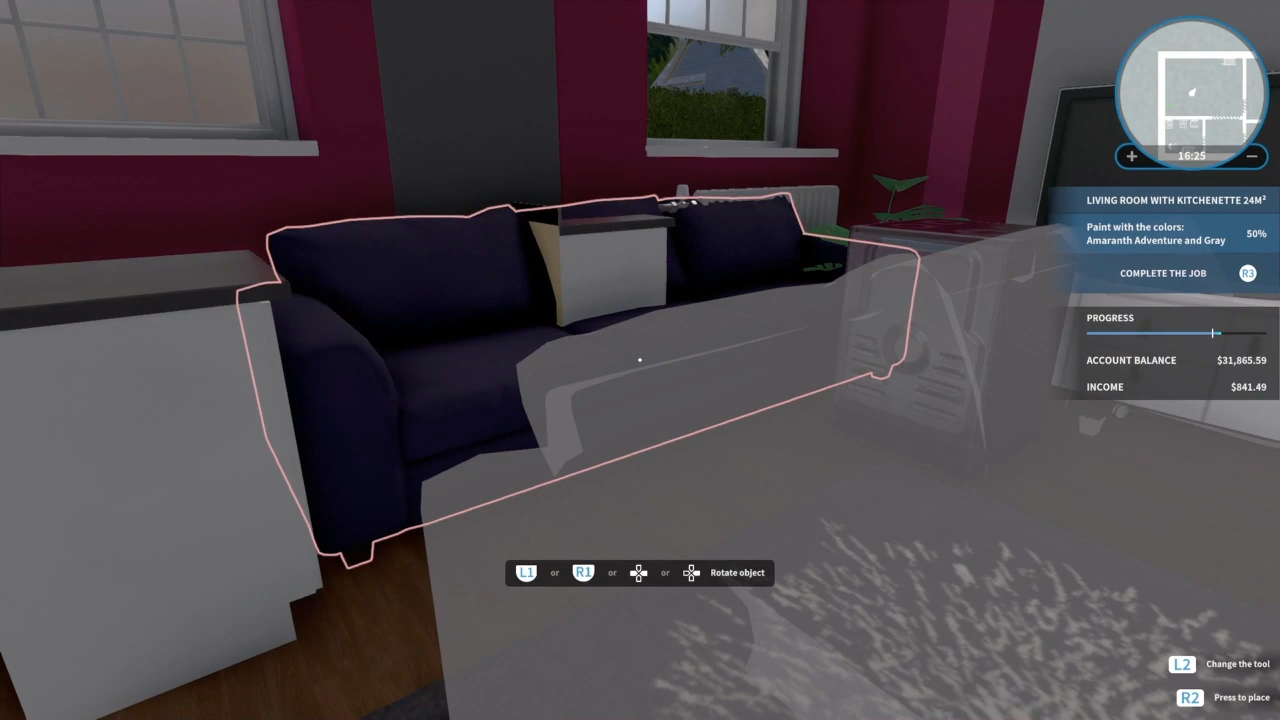 16:25
LIVING ROOM WITH KITCHENETTE 24M²
Paint with the colors:
Amaranth Adventure and Gray
50%
COMPLETE THE JOB R3
PROGRESS
ACCOUNT BALANCE $31,865.59
INCOME $841.49
L1 or R1 or or Rotate object
L2 Change the tool
R2 Press to place